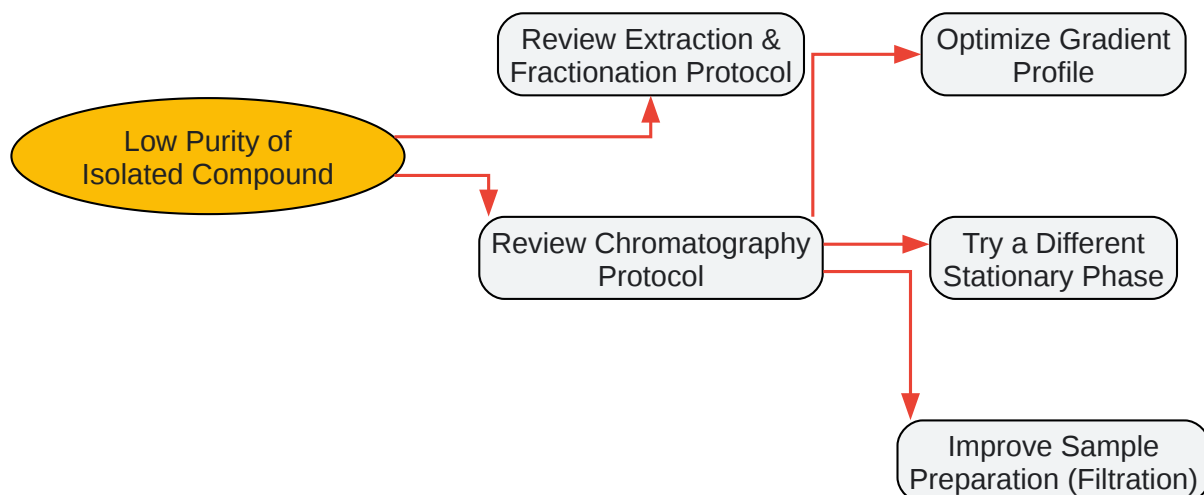 Review Extraction &
Fractionation Protocol
Optimize Gradient
Profile
Low Purity of
Isolated Compound
Review Chromatography
Protocol
Try a Different
Stationary Phase
Improve Sample
Preparation (Filtration)